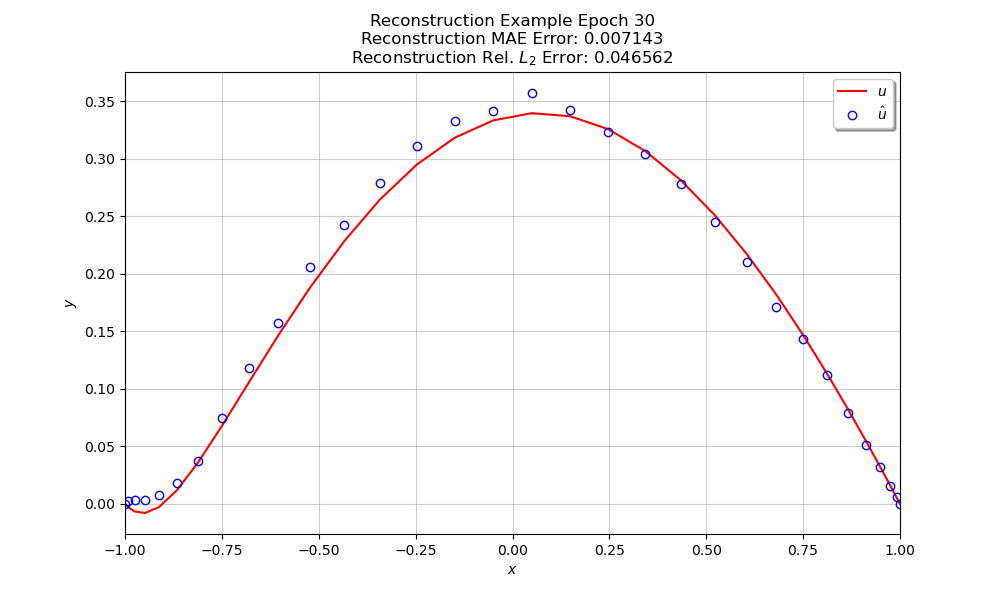 Reconstruction Example Epoch 30
Reconstruction MAE Error: 0.007143
Reconstruction Rel. $L_2$ Error: 0.046562
u
û
y
0.35
0.30
0.25
0.20
0.15
0.10
0.05
0.00
−1.00 −0.75 −0.50 −0.25 0.00 0.25 0.50 0.75 1.00
x